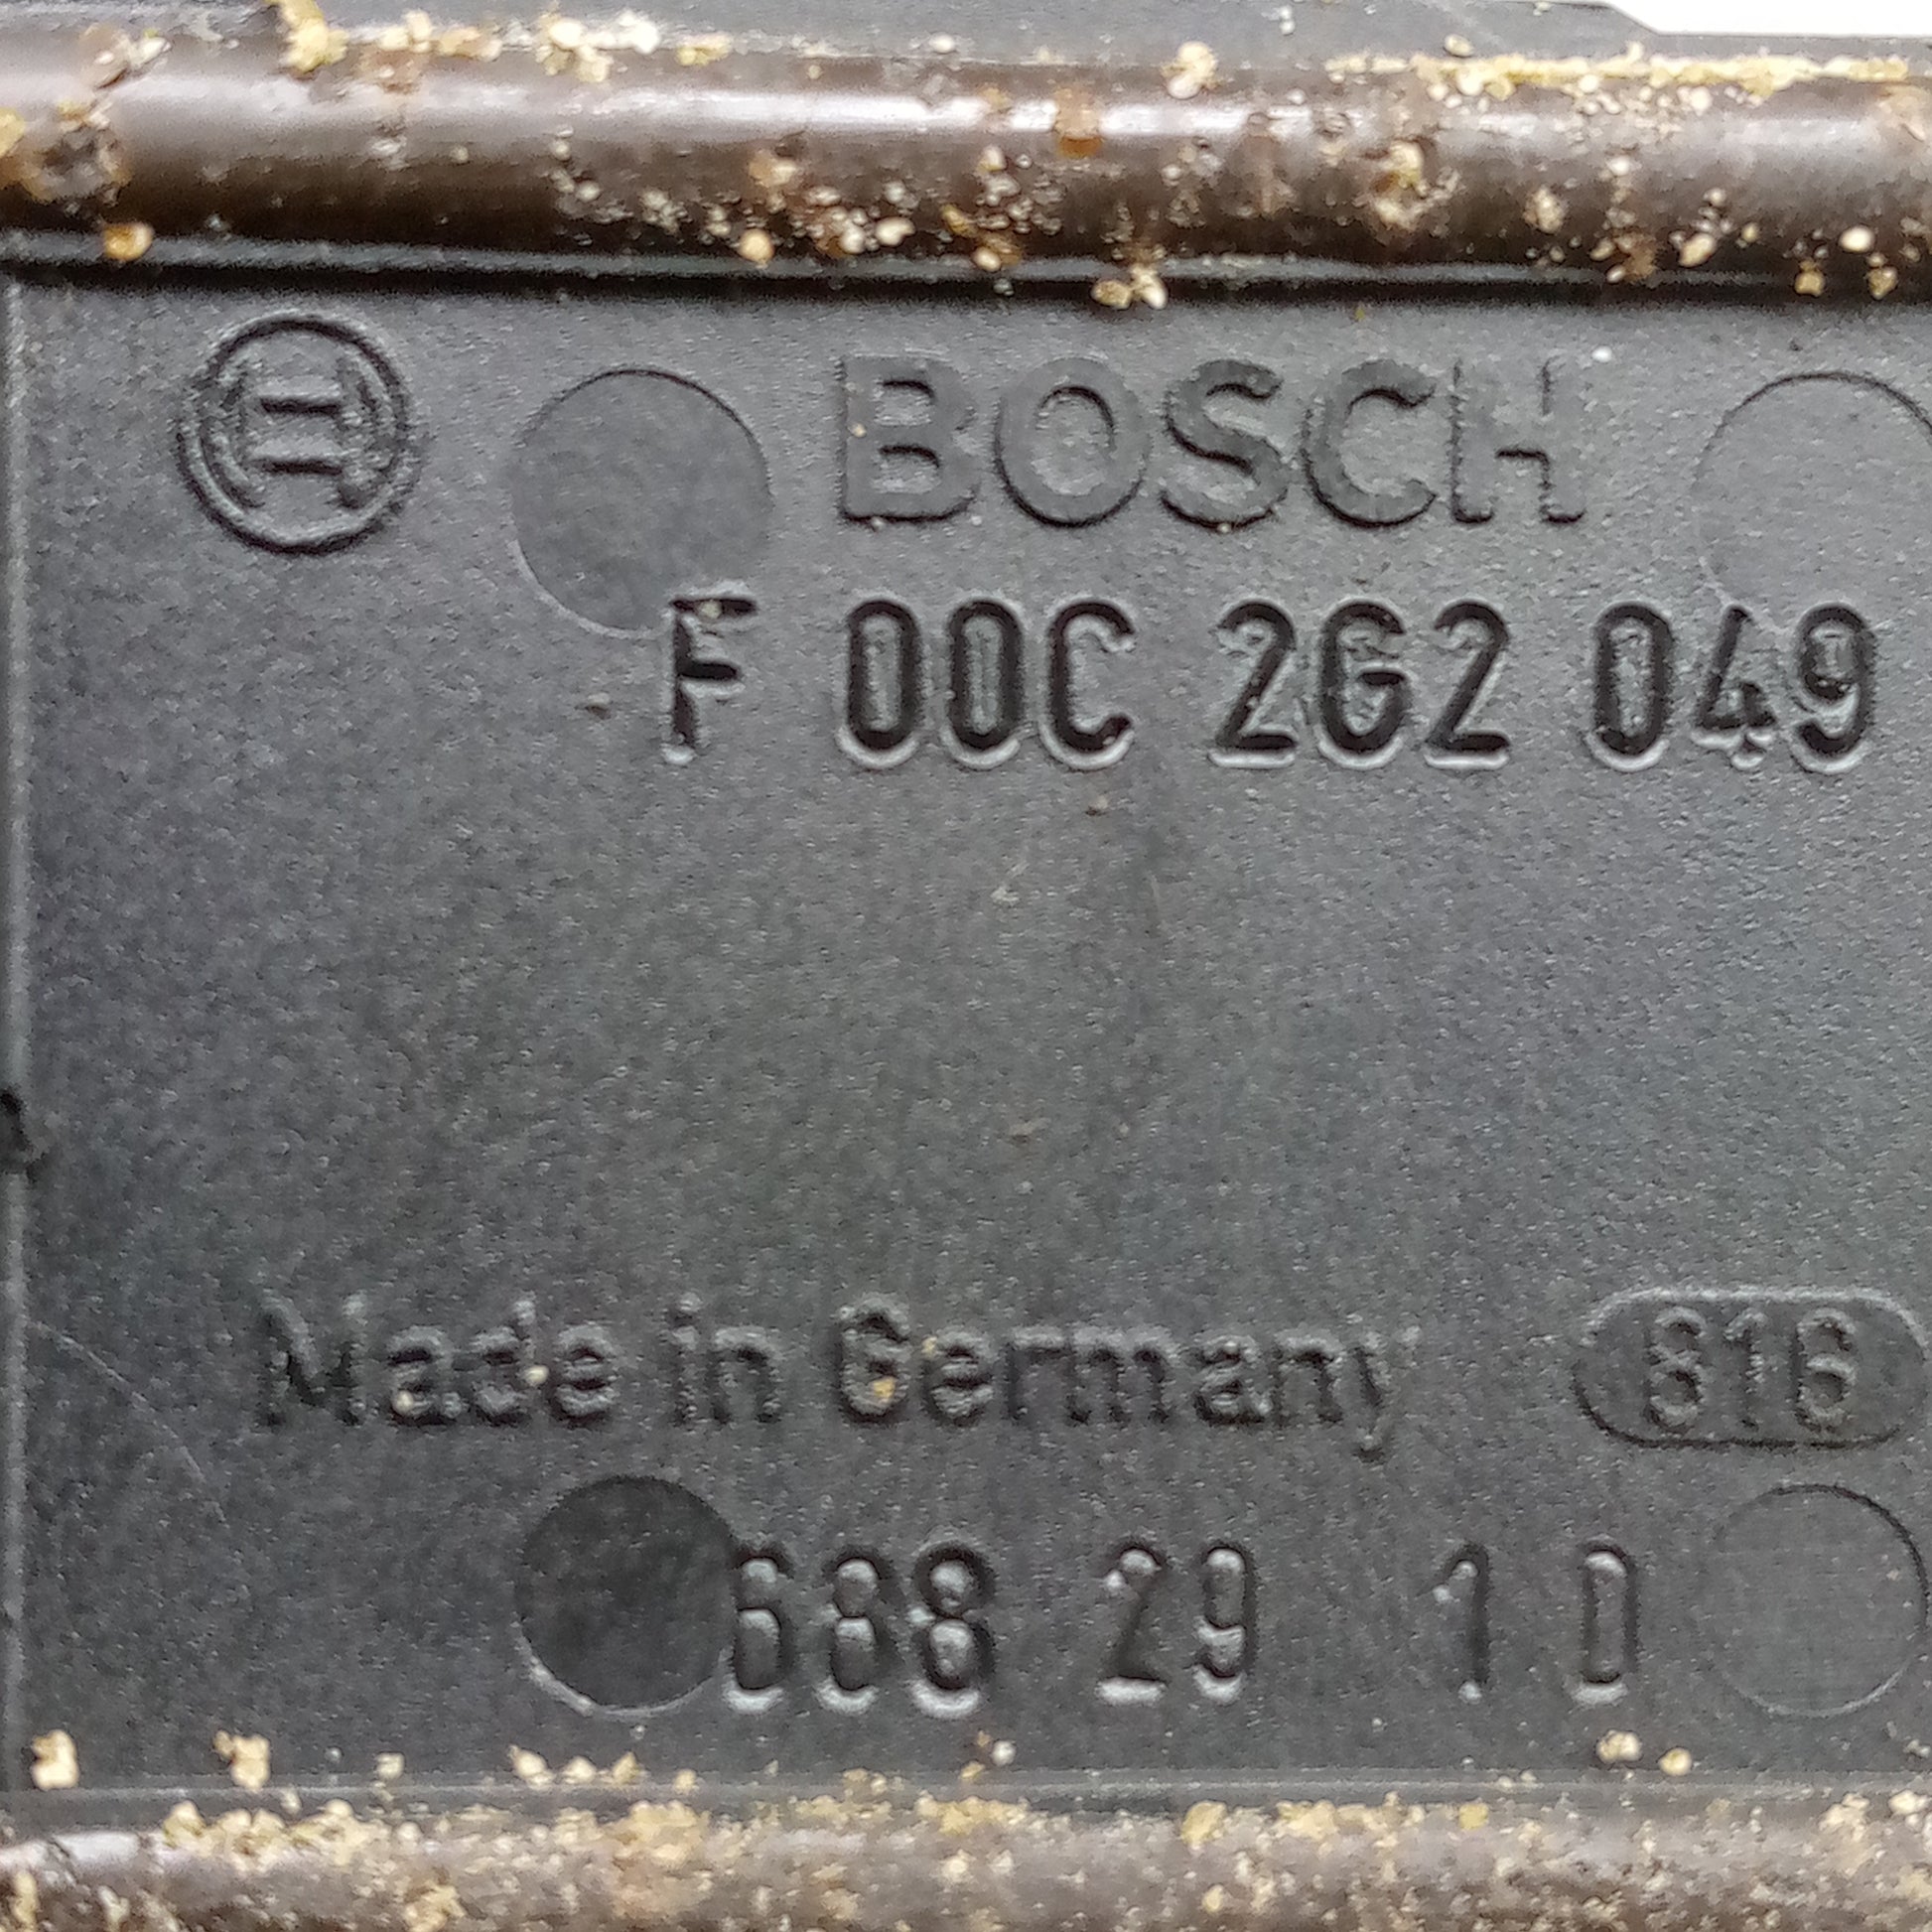 BOSCH
F 00C 2G2 049
Made in Germany
816
688 29 1 0